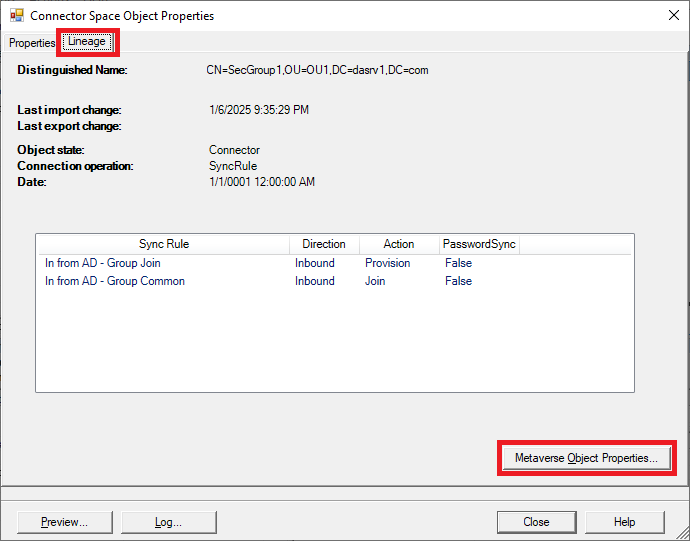 Connector Space Object Properties
Properties Lineage
Distinguished Name: CN=SecGroup1,OU=OU1,DC=dasrv1,DC=com
Last import change: 1/6/2025 9:35:29 PM
Last export change:
Object state: Connector
Connection operation: SyncRule
Date: 1/1/0001 12:00:00 AM
Sync Rule Direction Action PasswordSync
In from AD - Group Join Inbound Provision False
In from AD - Group Common Inbound Join False
Metaverse Object Properties...
Preview... Log... Close Help